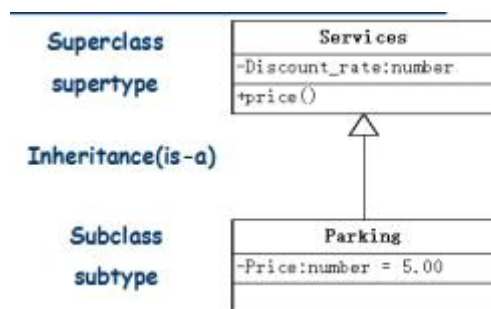 Superclass
supertype
Services
-Discount_rate:number
+price()
Inheritance(is-a)
Subclass
subtype
Parking
-Price:number = 5.00